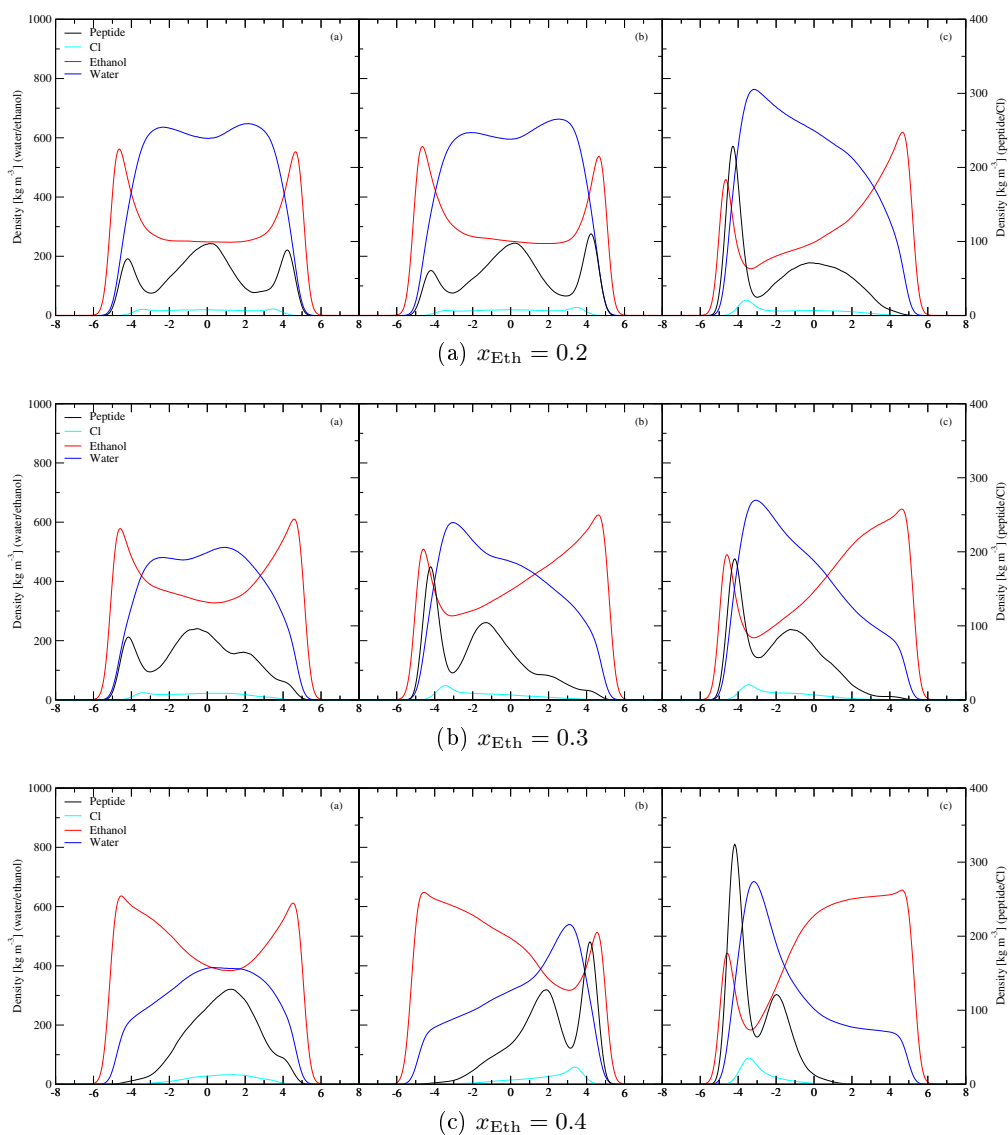 1000
800
600
400
200
0
Density [kg m⁻³] (water/ethanol)
Peptide
Cl
Ethanol
Water
(a)
(b)
(c)
400
300
200
100
0
Density [kg m⁻³] (peptide/Cl)
-8 -6 -4 -2 0 2 4 6 8 -6 -4 -2 0 2 4 6 8 -6 -4 -2 0 2 4 6 8
(a) xEth = 0.2
1000
800
600
400
200
0
Density [kg m⁻³] (water/ethanol)
Peptide
Cl
Ethanol
Water
(a)
(b)
(c)
400
300
200
100
0
Density [kg m⁻³] (peptide/Cl)
-8 -6 -4 -2 0 2 4 6 8 -6 -4 -2 0 2 4 6 8 -6 -4 -2 0 2 4 6 8
(b) xEth = 0.3
1000
800
600
400
200
0
Density [kg m⁻³] (water/ethanol)
Peptide
Cl
Ethanol
Water
(a)
(b)
(c)
400
300
200
100
0
Density [kg m⁻³] (peptide/Cl)
-8 -6 -4 -2 0 2 4 6 8 -6 -4 -2 0 2 4 6 8 -6 -4 -2 0 2 4 6 8
(c) xEth = 0.4